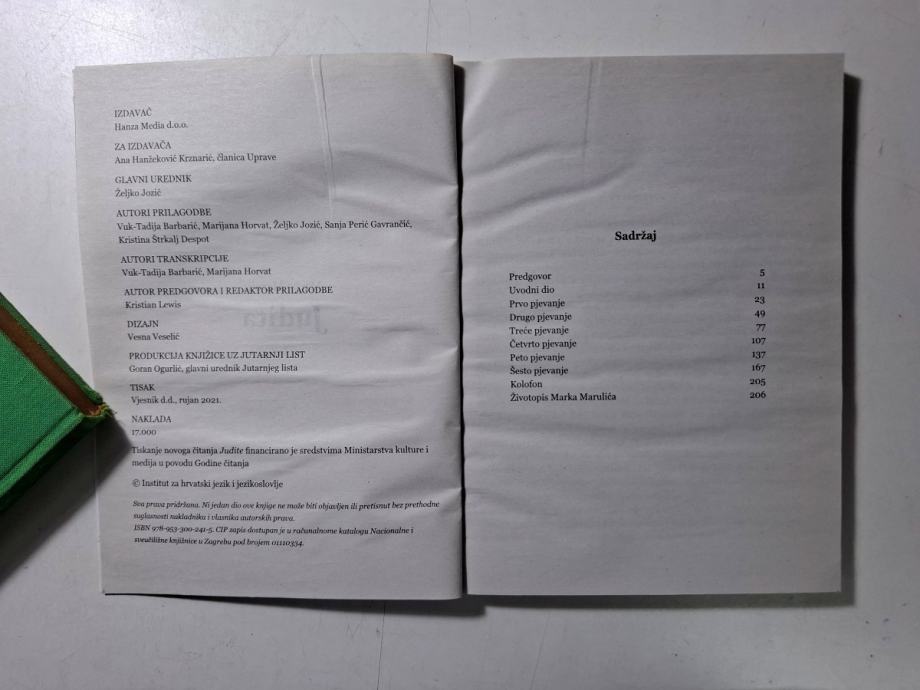 IZDAVAČ
Hanza Media d.o.o.
ZA IZDAVAČA
Ana Hanžeković Krznarić, članica Uprave
GLAVNI UREDNIK
Željko Jozić
AUTORI PRILAGODBE
Vuk-Tadija Barbarić, Marijana Horvat, Željko Jozić, Sanja Perić Gavrančić,
Kristina Štrkalj Despot
AUTORI TRANSKRIPCIJE
Vuk-Tadija Barbarić, Marijana Horvat
AUTOR PREDGOVORA I REDAKTOR PRILAGODBE
Kristian Lewis
DIZAJN
Vesna Veselić
PRODUKCIJA KNJIŽICE UZ JUTARNJI LIST
Goran Ogurlić, glavni urednik Jutarnjeg lista
TISAK
Vjesnik d.d., rujan 2021.
NAKLADA
17.000
Tiskanje novoga čitanja Judite financirano je sredstvima Ministarstva kulture i
medija u povodu Godine čitanja
© Institut za hrvatski jezik i jezikoslovlje
Sva prava pridržana. Ni jedan dio ove knjige ne može biti objavljen ili pretisnut bez prethodne
suglasnosti nakladnika i vlasnika autorskih prava.
ISBN 978-953-300-241-5. CIP zapis dostupan je u računalnome katalogu Nacionalne i
sveučilišne knjižnice u Zagrebu pod brojem 01110334.
Judita
Sadržaj
Predgovor 5
Uvodni dio 11
Prvo pjevanje 23
Drugo pjevanje 49
Treće pjevanje 77
Četvrto pjevanje 107
Peto pjevanje 137
Šesto pjevanje 167
Kolofon 205
Životopis Marka Marulića 206